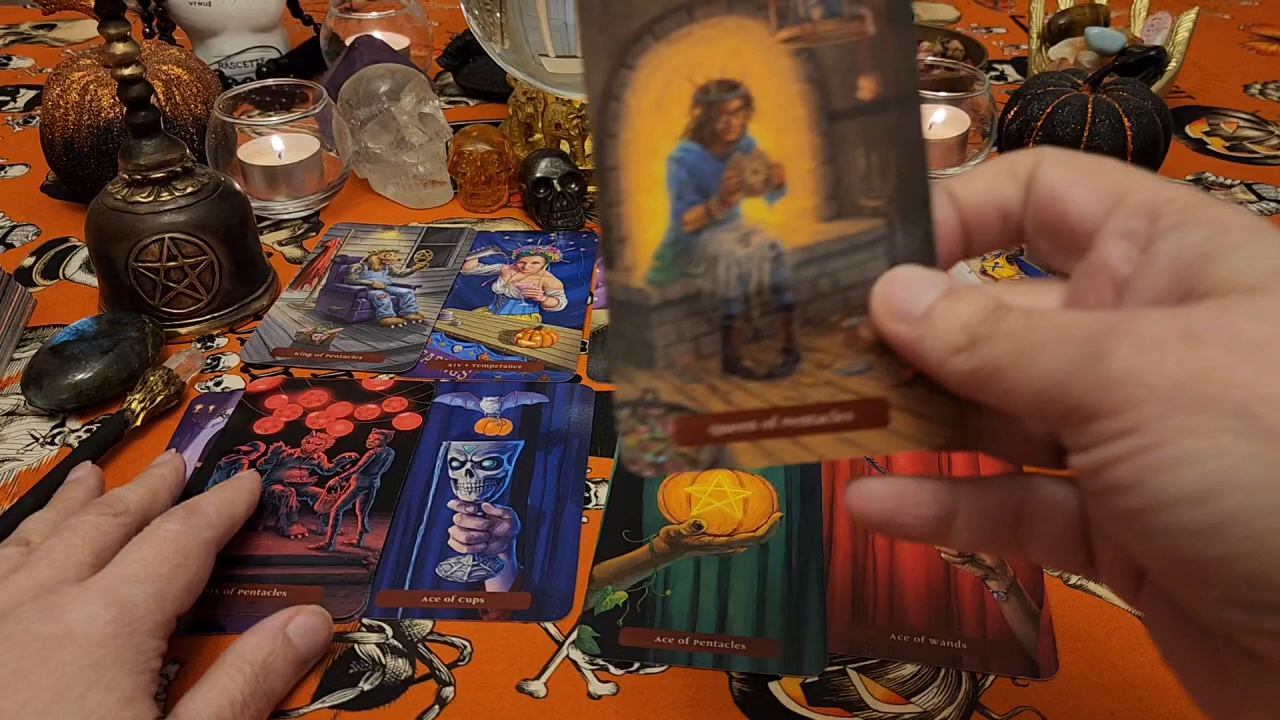 VENUS
RASCETTE
Queen of Pentacles
King of Pentacles
XIV • Temperance
of Pentacles
Ace of Cups
Ace of Pentacles
Ace of Wands